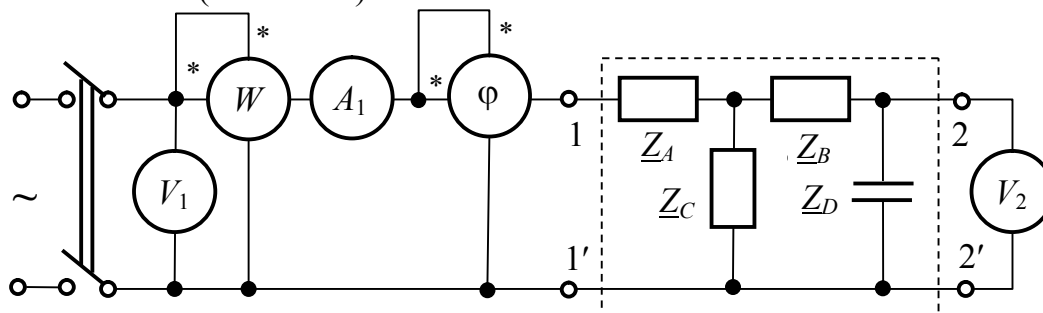 * *
* *
W A₁ φ
1 2
Z_A Z_B
V₁ Z_C Z_D V₂
~
1′ 2′